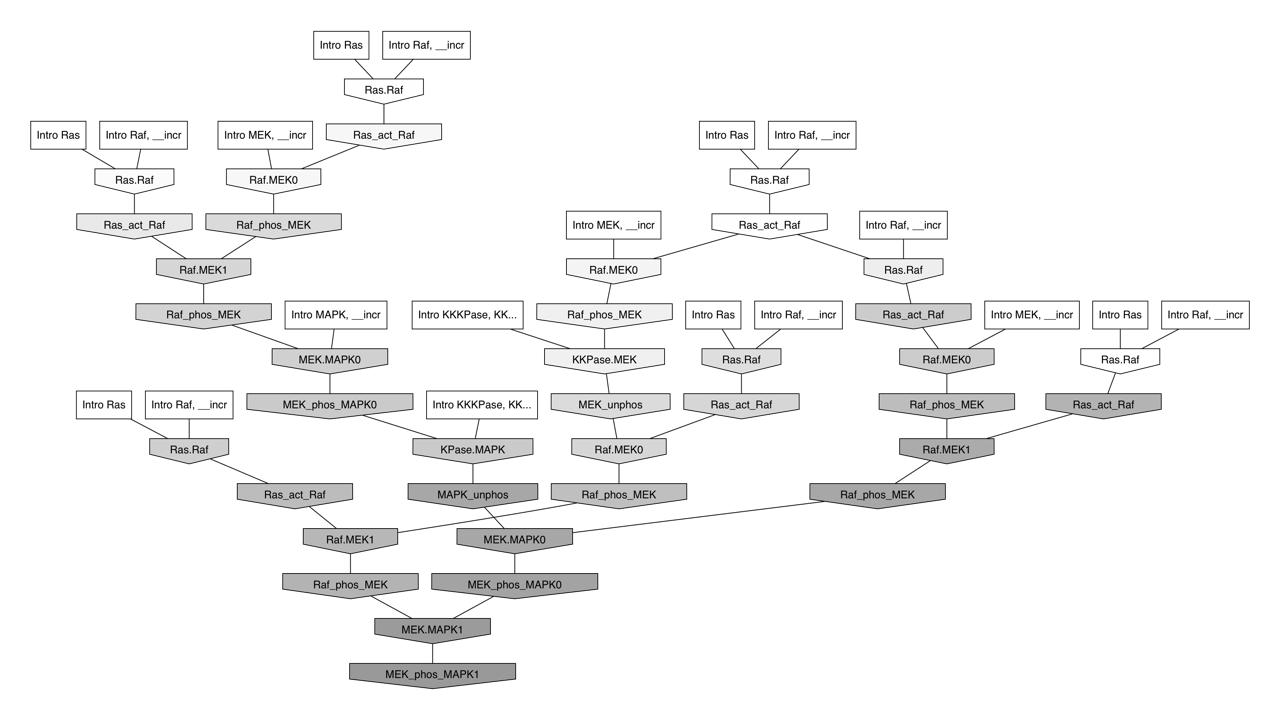 Intro Ras
Intro Raf, __incr
Ras.Raf
Intro Ras
Intro Raf, __incr
Intro MEK, __incr
Ras_act_Raf
Intro Ras
Intro Raf, __incr
Ras.Raf
Raf.MEK0
Ras.Raf
Ras_act_Raf
Raf_phos_MEK
Intro MEK, __incr
Ras_act_Raf
Intro Raf, __incr
Raf.MEK1
Raf.MEK0
Ras.Raf
Raf_phos_MEK
Intro MAPK, __incr
Intro KKKPase, KK...
Raf_phos_MEK
Intro Ras
Intro Raf, __incr
Ras_act_Raf
Intro MEK, __incr
Intro Ras
Intro Raf, __incr
MEK.MAPK0
KKPase.MEK
Ras.Raf
Raf.MEK0
Ras.Raf
Intro Ras
Intro Raf, __incr
MEK_phos_MAPK0
Intro KKKPase, KK...
MEK_unphos
Ras_act_Raf
Raf_phos_MEK
Ras_act_Raf
Ras.Raf
KPase.MAPK
Raf.MEK0
Raf.MEK1
Ras_act_Raf
MAPK_unphos
Raf_phos_MEK
Raf_phos_MEK
Raf.MEK1
MEK.MAPK0
Raf_phos_MEK
MEK_phos_MAPK0
MEK.MAPK1
MEK_phos_MAPK1